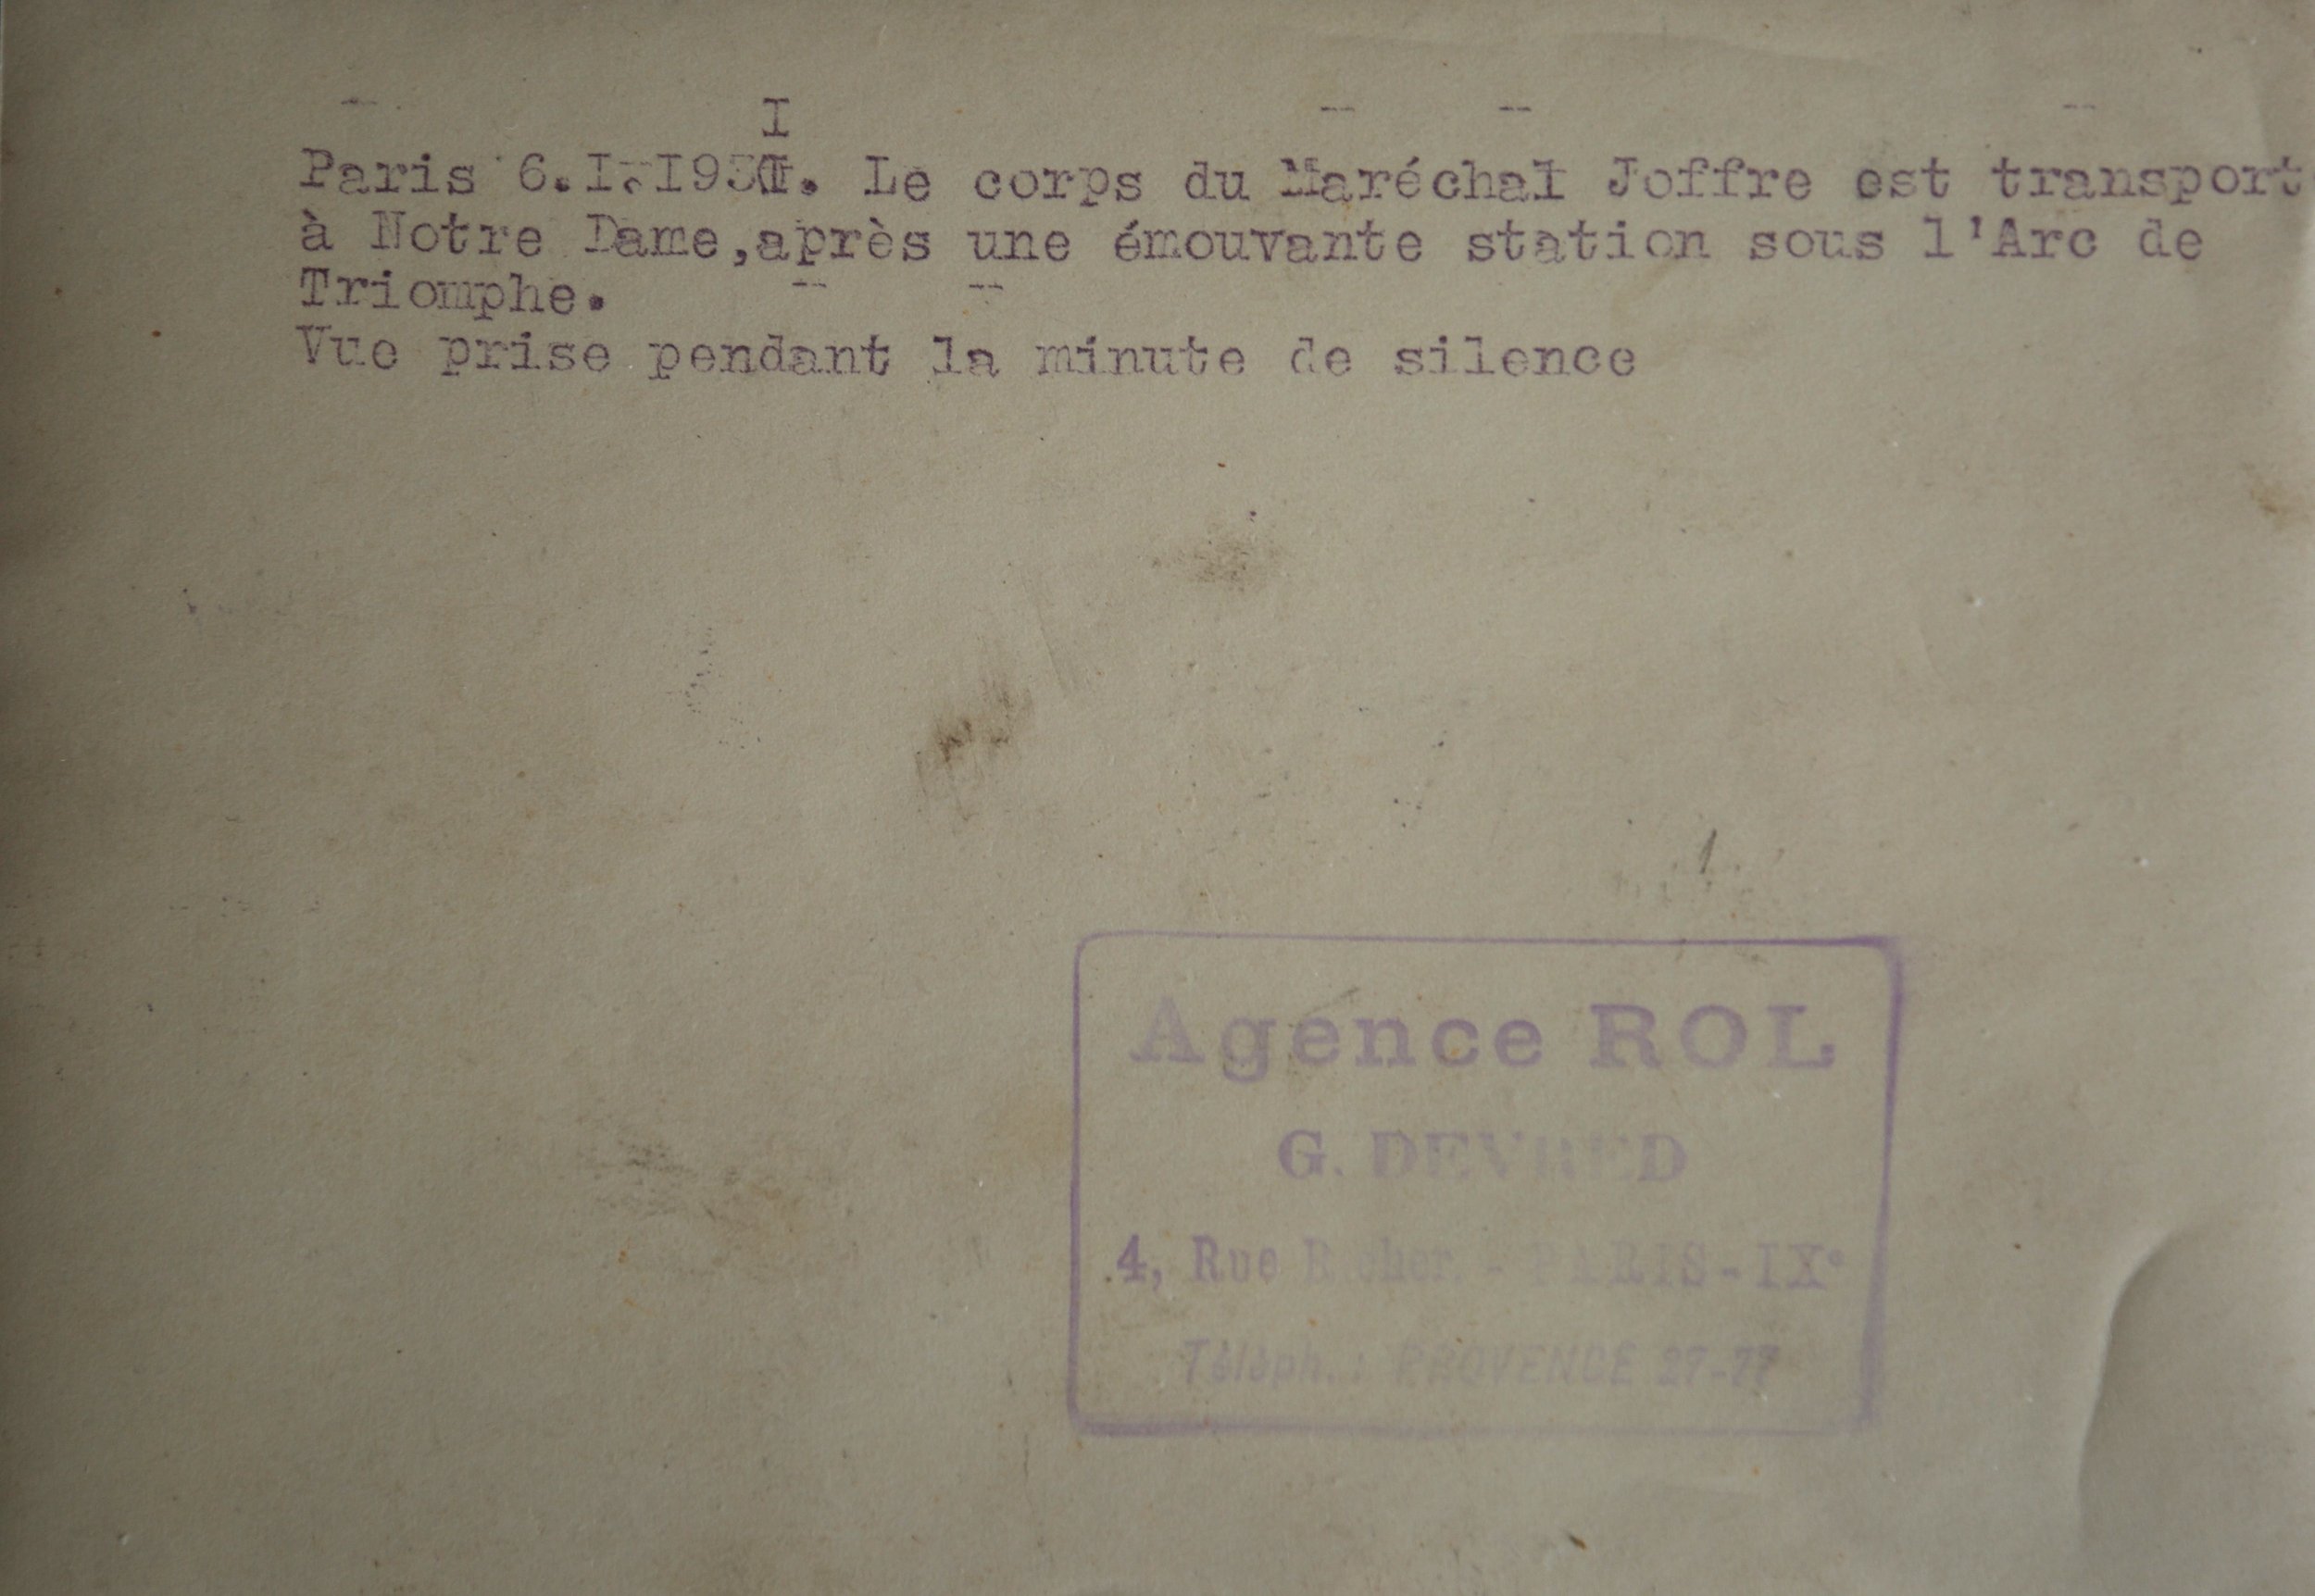 I
Paris 6.I.I93I. Le corps du Maréchal Joffre est transport
à Notre Dame,après une émouvante station sous l'Arc de
Triomphe.
Vue prise pendant la minute de silence
1
Agence ROL
G. DEVRED
4, Rue Richer. - PARIS-IXe
Téléph. : PROVENCE 27-77